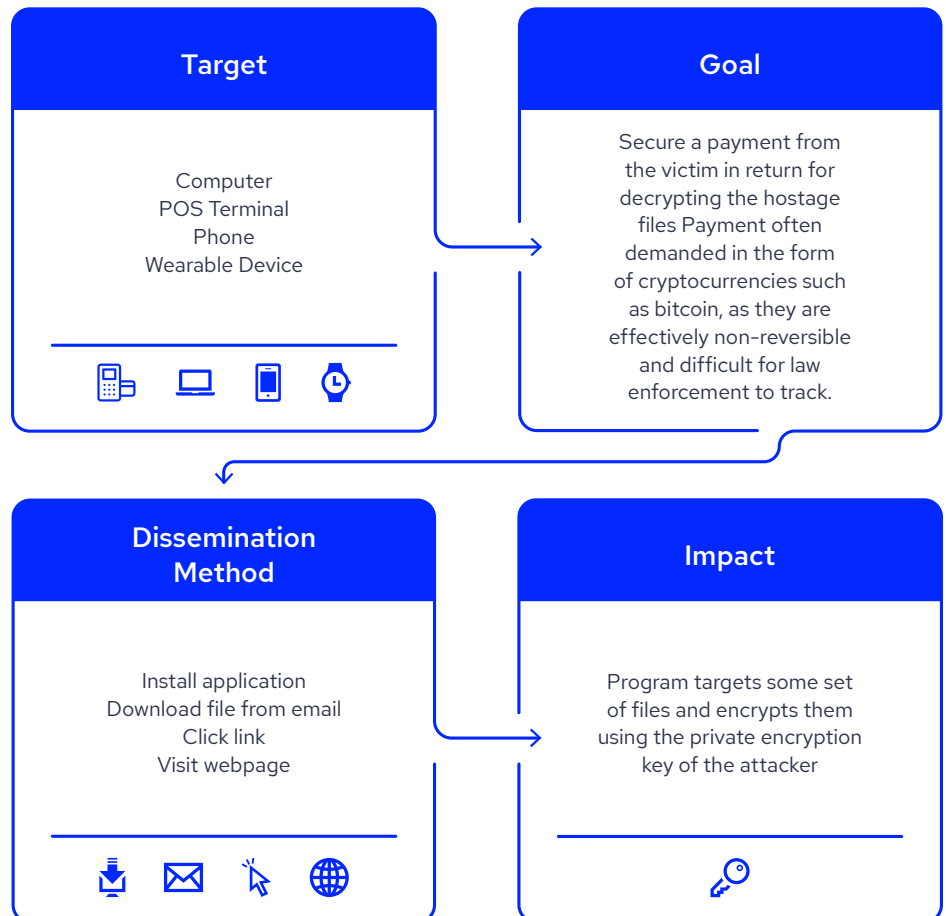 Target
Computer
POS Terminal
Phone
Wearable Device
Goal
Secure a payment from
the victim in return for
decrypting the hostage
files Payment often
demanded in the form
of cryptocurrencies such
as bitcoin, as they are
effectively non-reversible
and difficult for law
enforcement to track.
Dissemination
Method
Install application
Download file from email
Click link
Visit webpage
Impact
Program targets some set
of files and encrypts them
using the private encryption
key of the attacker